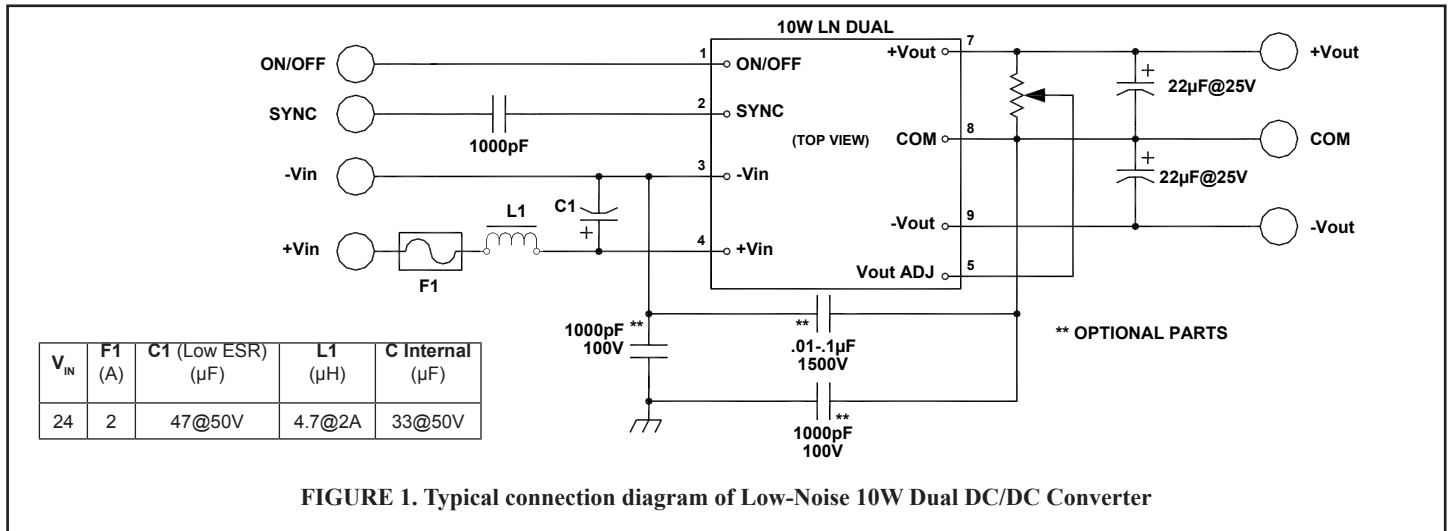 10W LN DUAL
ON/OFF
1
ON/OFF
+Vout
7
+Vout
22µF@25V
+
SYNC
1000pF
2
SYNC
(TOP VIEW)
COM
8
COM
-Vin
3
-Vin
+
22µF@25V
C1
+
L1
-Vout
9
-Vout
+Vin
F1
4
+Vin
Vout ADJ
5
1000pF **
100V
**
.01-.1µF
1500V
** OPTIONAL PARTS
**
1000pF
100V
VIN F1 (A) C1 (Low ESR) (µF) L1 (µH) C Internal (µF)
24 2 47@50V 4.7@2A 33@50V
FIGURE 1. Typical connection diagram of Low-Noise 10W Dual DC/DC Converter